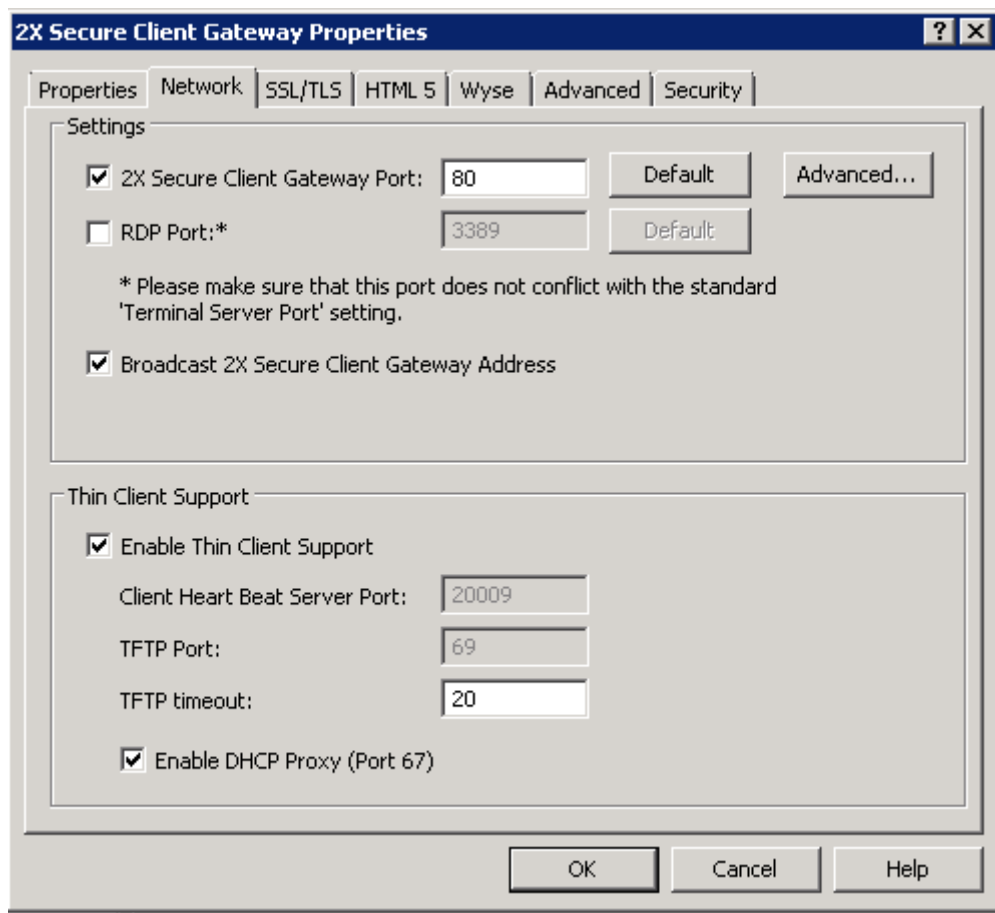 2X Secure Client Gateway Properties
Properties Network SSL/TLS HTML 5 Wyse Advanced Security
Settings
2X Secure Client Gateway Port: 80 Default Advanced...
RDP Port:* 3389 Default
* Please make sure that this port does not conflict with the standard
'Terminal Server Port' setting.
Broadcast 2X Secure Client Gateway Address
Thin Client Support
Enable Thin Client Support
Client Heart Beat Server Port: 20009
TFTP Port: 69
TFTP timeout: 20
Enable DHCP Proxy (Port 67)
OK Cancel Help